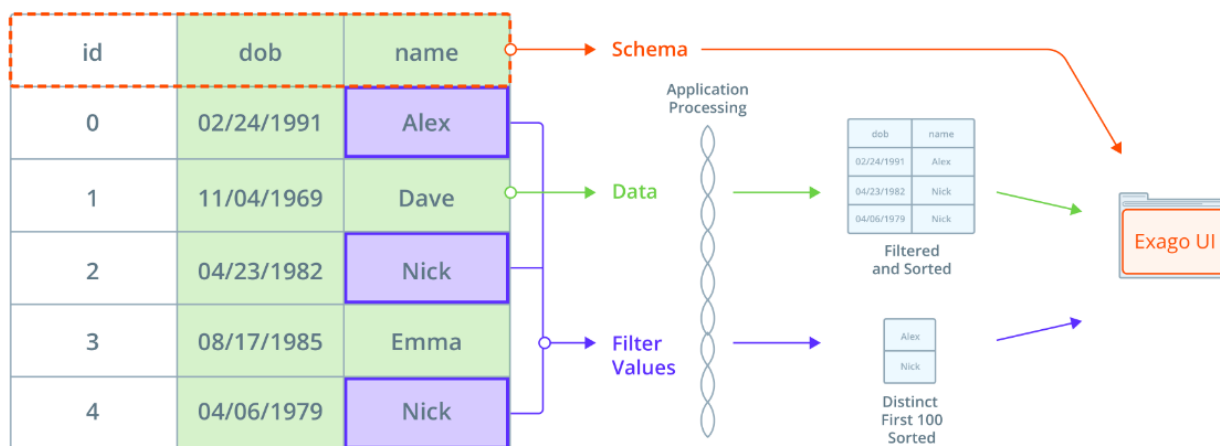 id dob name
0 02/24/1991 Alex
1 11/04/1969 Dave
2 04/23/1982 Nick
3 08/17/1985 Emma
4 04/06/1979 Nick
Schema
Data
Filter
Values
Application
Processing
dob name
02/24/1991 Alex
04/23/1982 Nick
04/06/1979 Nick
Filtered
and Sorted
Alex
Nick
Distinct
First 100
Sorted
Exago UI